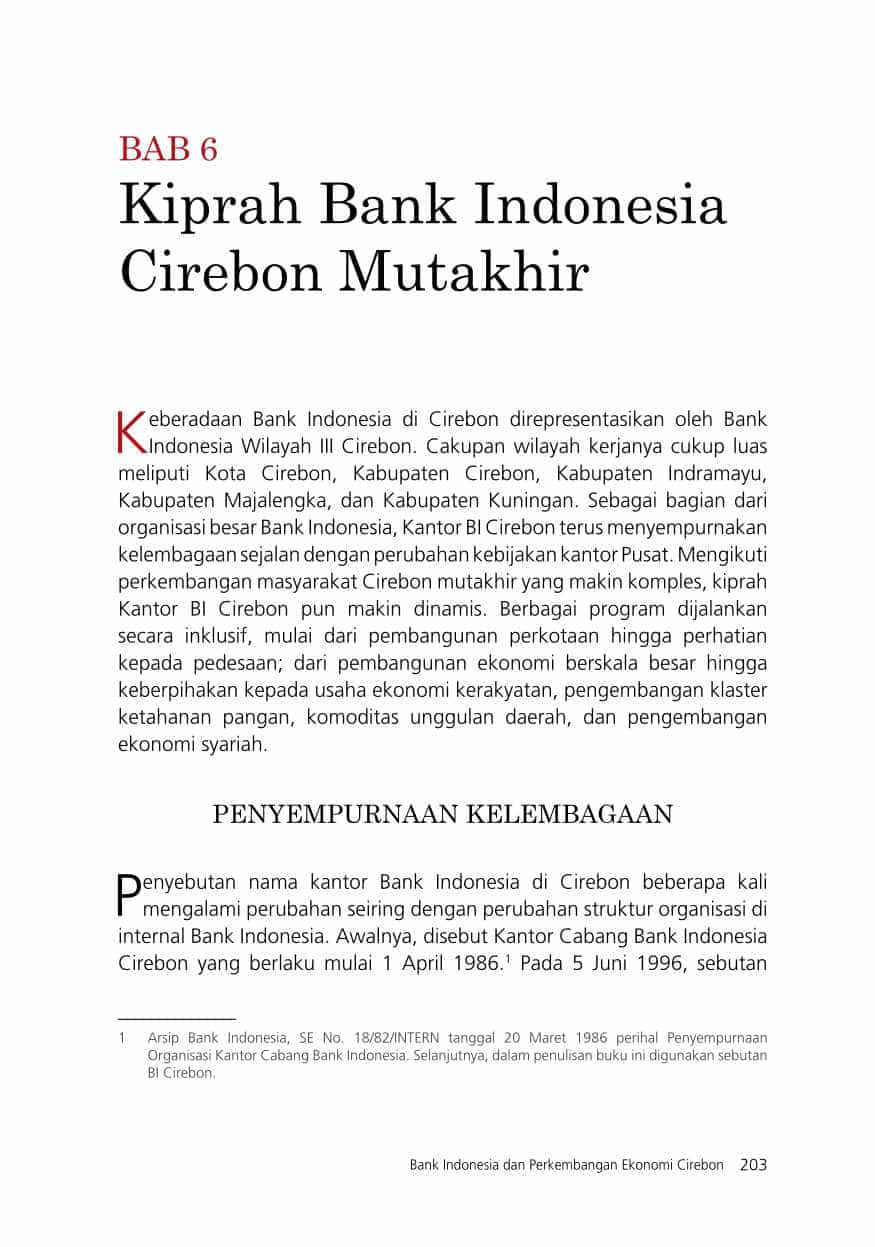 BAB 6
Kiprah Bank Indonesia
Cirebon Mutakhir
Keberadaan Bank Indonesia di Cirebon direpresentasikan oleh Bank
Indonesia Wilayah III Cirebon. Cakupan wilayah kerjanya cukup luas
meliputi Kota Cirebon, Kabupaten Cirebon, Kabupaten Indramayu,
Kabupaten Majalengka, dan Kabupaten Kuningan. Sebagai bagian dari
organisasi besar Bank Indonesia, Kantor BI Cirebon terus menyempurnakan
kelembagaan sejalan dengan perubahan kebijakan kantor Pusat. Mengikuti
perkembangan masyarakat Cirebon mutakhir yang makin komples, kiprah
Kantor BI Cirebon pun makin dinamis. Berbagai program dijalankan
secara inklusif, mulai dari pembangunan perkotaan hingga perhatian
kepada pedesaan; dari pembangunan ekonomi berskala besar hingga
keberpihakan kepada usaha ekonomi kerakyatan, pengembangan klaster
ketahanan pangan, komoditas unggulan daerah, dan pengembangan
ekonomi syariah.
PENYEMPURNAAN KELEMBAGAAN
Penyebutan nama kantor Bank Indonesia di Cirebon beberapa kali
mengalami perubahan seiring dengan perubahan struktur organisasi di
internal Bank Indonesia. Awalnya, disebut Kantor Cabang Bank Indonesia
Cirebon yang berlaku mulai 1 April 1986.¹ Pada 5 Juni 1996, sebutan
1 Arsip Bank Indonesia, SE No. 18/82/INTERN tanggal 20 Maret 1986 perihal Penyempurnaan
Organisasi Kantor Cabang Bank Indonesia. Selanjutnya, dalam penulisan buku ini digunakan sebutan
BI Cirebon.
Bank Indonesia dan Perkembangan Ekonomi Cirebon 203